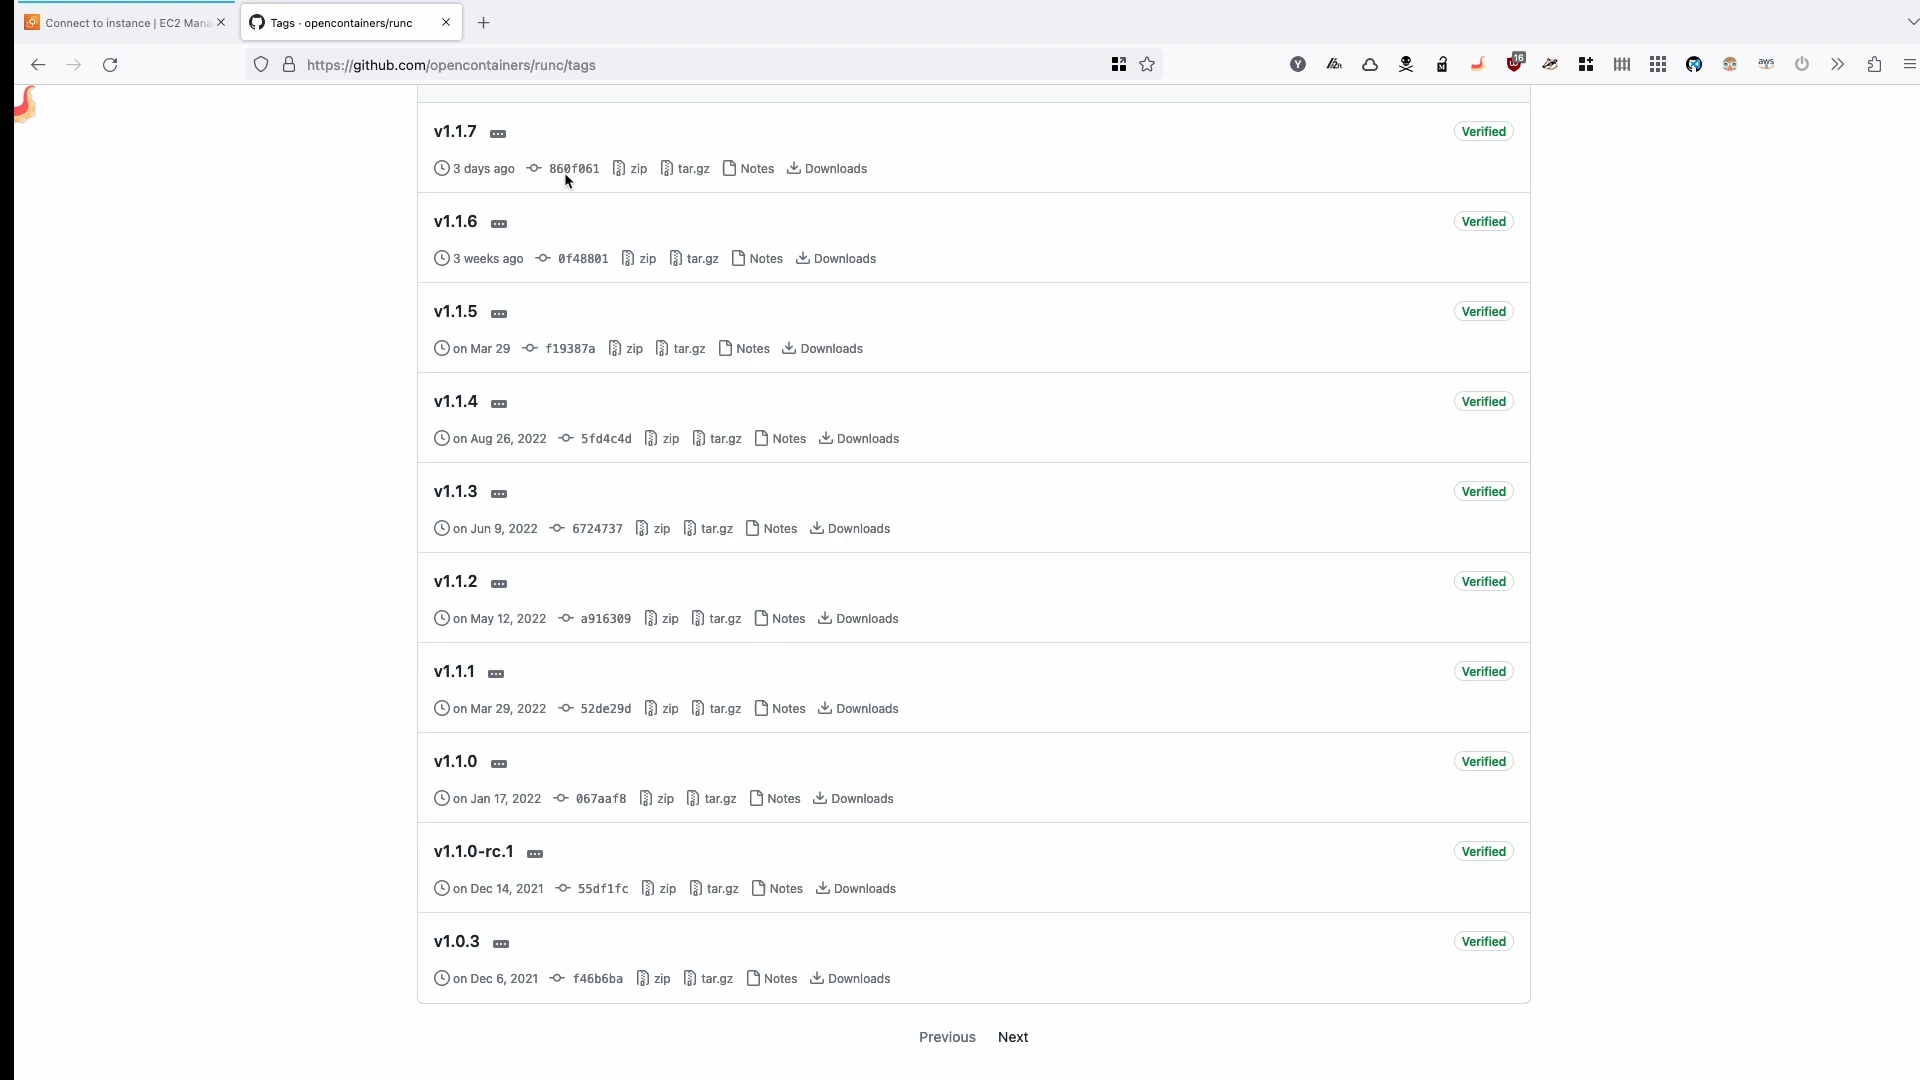 Connect to instance | EC2 Mana
Tags · opencontainers/runc
https://github.com/opencontainers/runc/tags
16
aws
v1.1.7
Verified
3 days ago 860f061 zip tar.gz Notes Downloads
v1.1.6
Verified
3 weeks ago 0f48801 zip tar.gz Notes Downloads
v1.1.5
Verified
on Mar 29 f19387a zip tar.gz Notes Downloads
v1.1.4
Verified
on Aug 26, 2022 5fd4c4d zip tar.gz Notes Downloads
v1.1.3
Verified
on Jun 9, 2022 6724737 zip tar.gz Notes Downloads
v1.1.2
Verified
on May 12, 2022 a916309 zip tar.gz Notes Downloads
v1.1.1
Verified
on Mar 29, 2022 52de29d zip tar.gz Notes Downloads
v1.1.0
Verified
on Jan 17, 2022 067aaf8 zip tar.gz Notes Downloads
v1.1.0-rc.1
Verified
on Dec 14, 2021 55df1fc zip tar.gz Notes Downloads
v1.0.3
Verified
on Dec 6, 2021 f46b6ba zip tar.gz Notes Downloads
Previous Next